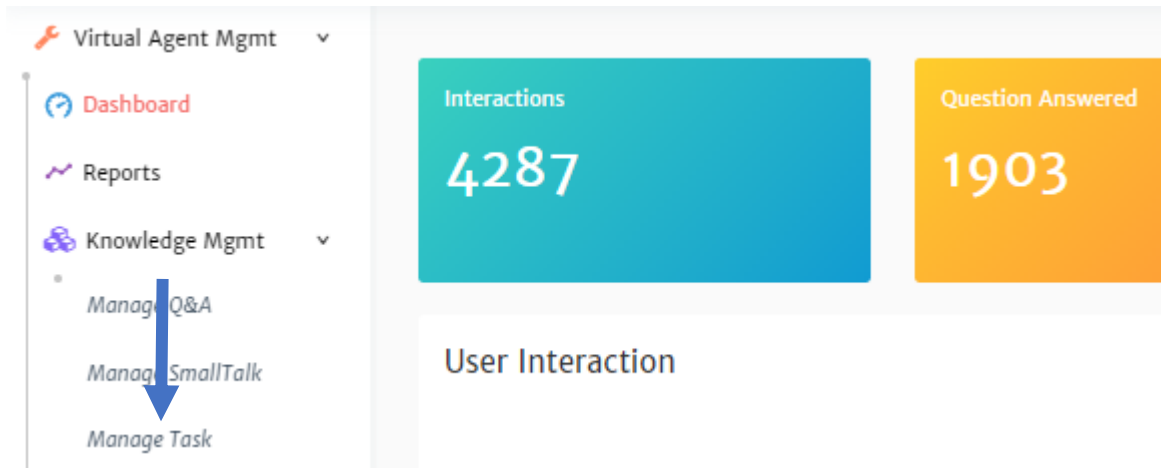 Virtual Agent Mgmt
Dashboard
Reports
Knowledge Mgmt
Manage Q&A
Manage SmallTalk
Manage Task
Interactions
4287
Question Answered
1903
User Interaction